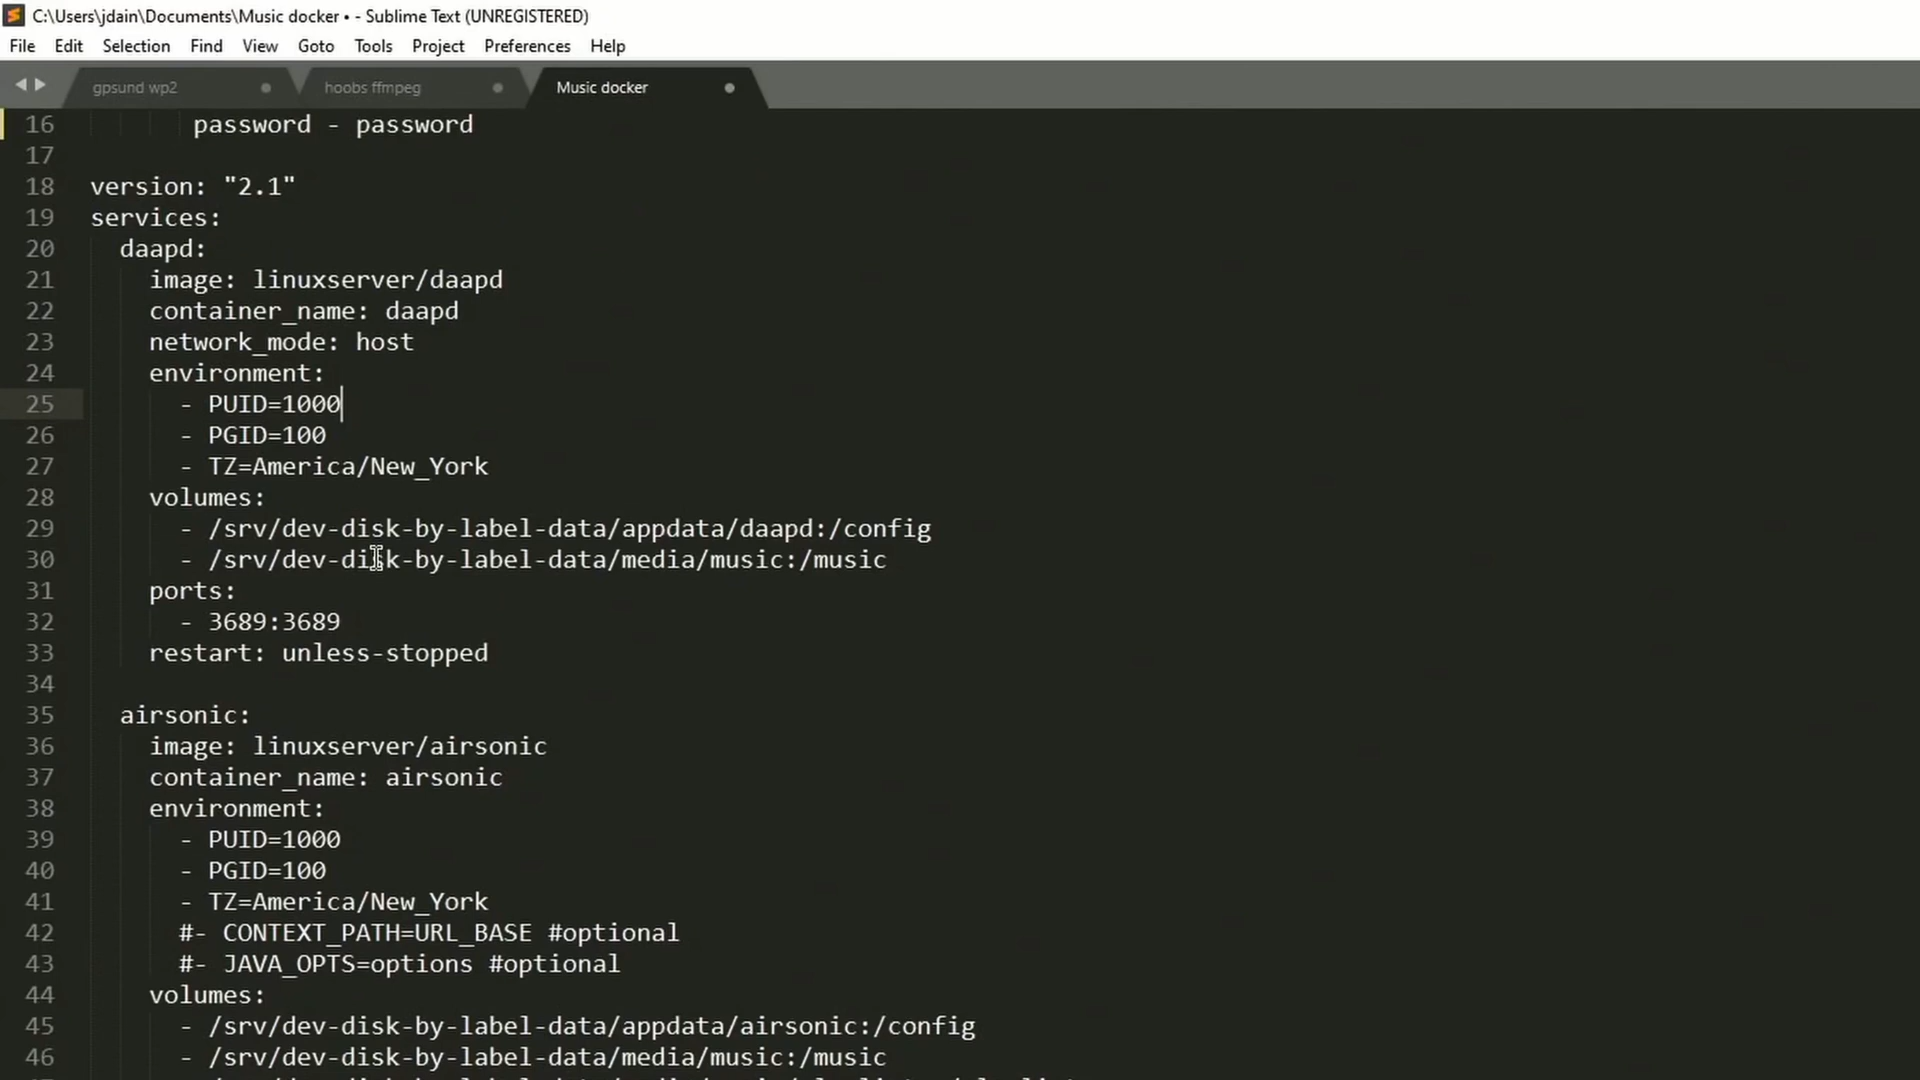 C:\Users\jdain\Documents\Music docker • - Sublime Text (UNREGISTERED)
File Edit Selection Find View Goto Tools Project Preferences Help
gpsund wp2 hoobs ffmpeg Music docker
16 password - password
17
18 version: "2.1"
19 services:
20 daapd:
21 image: linuxserver/daapd
22 container_name: daapd
23 network_mode: host
24 environment:
25 - PUID=1000
26 - PGID=100
27 - TZ=America/New_York
28 volumes:
29 - /srv/dev-disk-by-label-data/appdata/daapd:/config
30 - /srv/dev-disk-by-label-data/media/music:/music
31 ports:
32 - 3689:3689
33 restart: unless-stopped
34
35 airsonic:
36 image: linuxserver/airsonic
37 container_name: airsonic
38 environment:
39 - PUID=1000
40 - PGID=100
41 - TZ=America/New_York
42 #- CONTEXT_PATH=URL_BASE #optional
43 #- JAVA_OPTS=options #optional
44 volumes:
45 - /srv/dev-disk-by-label-data/appdata/airsonic:/config
46 - /srv/dev-disk-by-label-data/media/music:/music